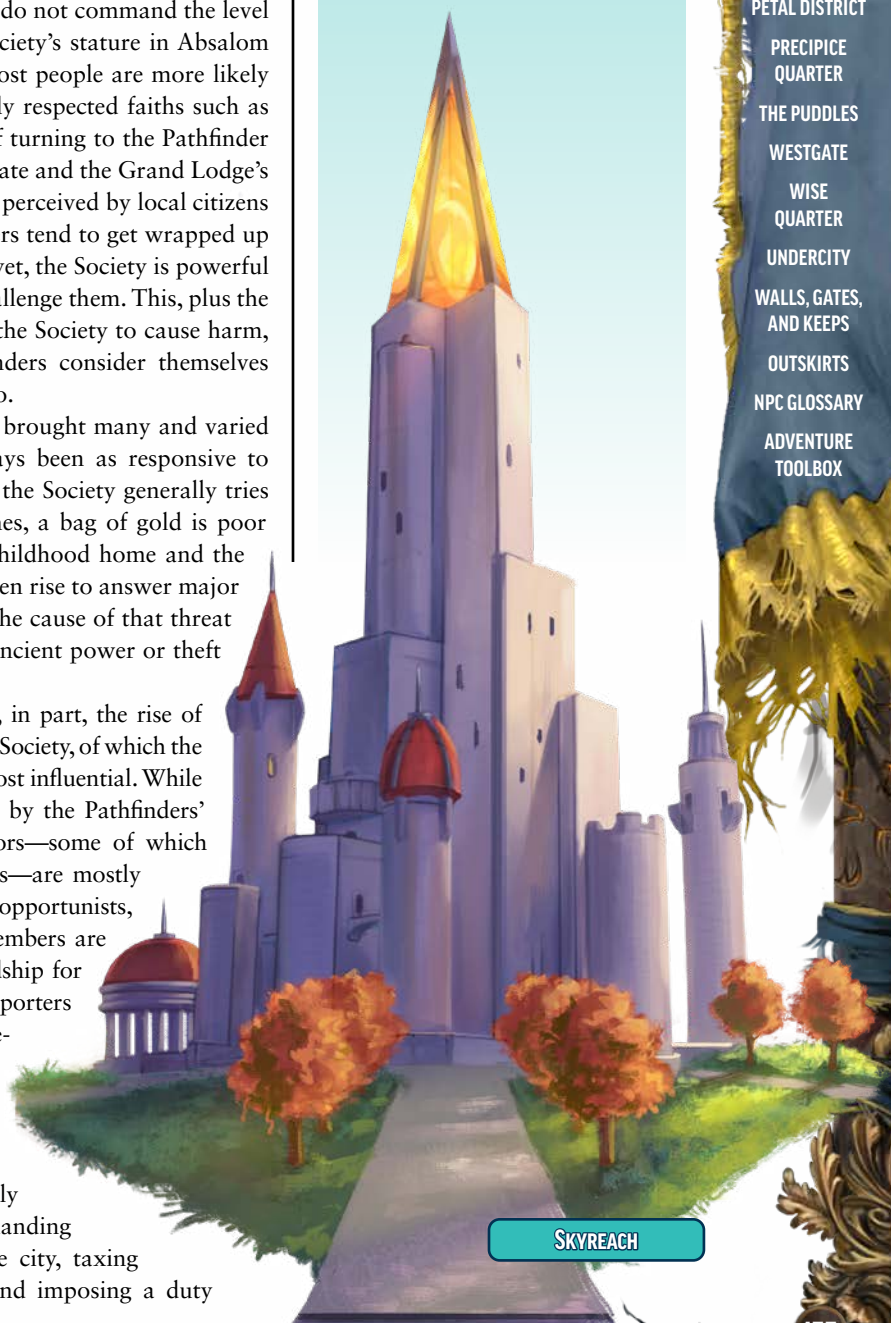 do not command the level
ciety's stature in Absalom
ost people are more likely
ly respected faiths such as
f turning to the Pathfinder
ate and the Grand Lodge's
perceived by local citizens
rs tend to get wrapped up
yet, the Society is powerful
allenge them. This, plus the
the Society to cause harm,
nders consider themselves
o.
brought many and varied
ays been as responsive to
the Society generally tries
nes, a bag of gold is poor
childhood home and the
en rise to answer major
he cause of that threat
ncient power or theft
, in part, the rise of
Society, of which the
ost influential. While
by the Pathfinders'
ors—some of which
s—are mostly
opportunists,
embers are
lship for
porters
e-
ly
anding
e city, taxing
nd imposing a duty
SKYREACH
PETAL DISTRICT
PRECIPICE
QUARTER
THE PUDDLES
WESTGATE
WISE
QUARTER
UNDERCITY
WALLS, GATES,
AND KEEPS
OUTSKIRTS
NPC GLOSSARY
ADVENTURE
TOOLBOX